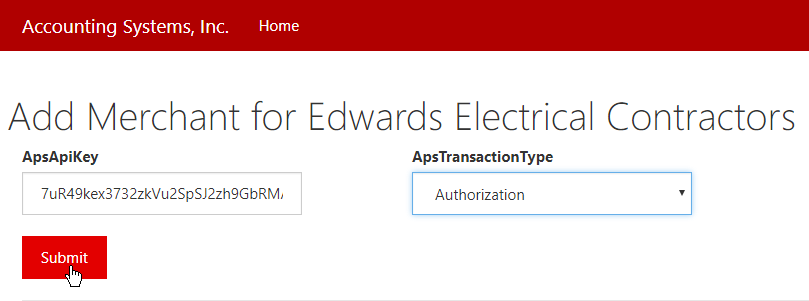 Accounting Systems, Inc. Home
Add Merchant for Edwards Electrical Contractors
ApsApiKey ApsTransactionType
7uR49kex3732zkVu2SpSJ2zh9GbRM Authorization
Submit